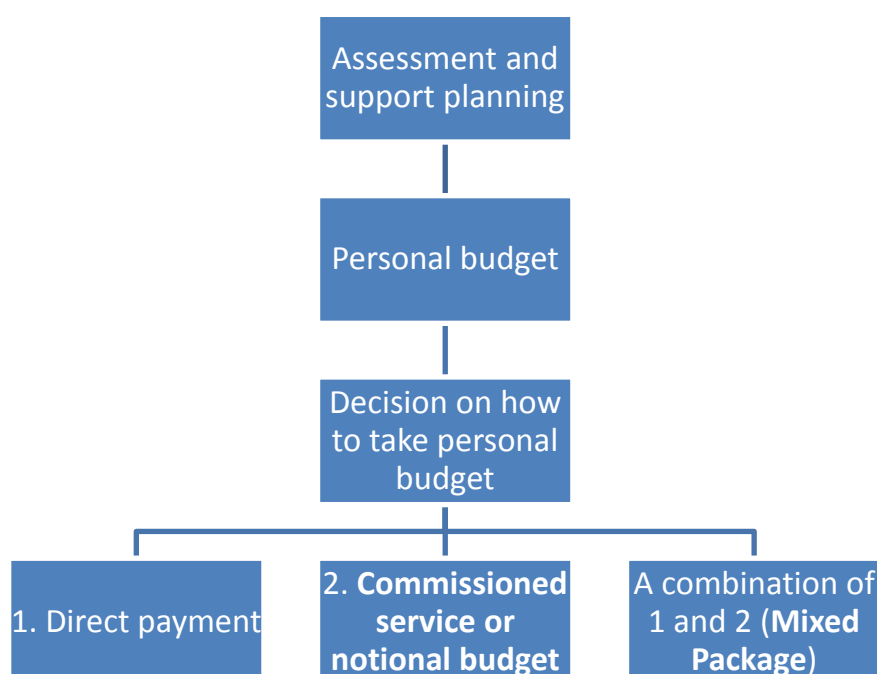 Assessment and
support planning
Personal budget
Decision on how
to take personal
budget
1. Direct payment
2. Commissioned
service or
notional budget
A combination of
1 and 2 (Mixed
Package)